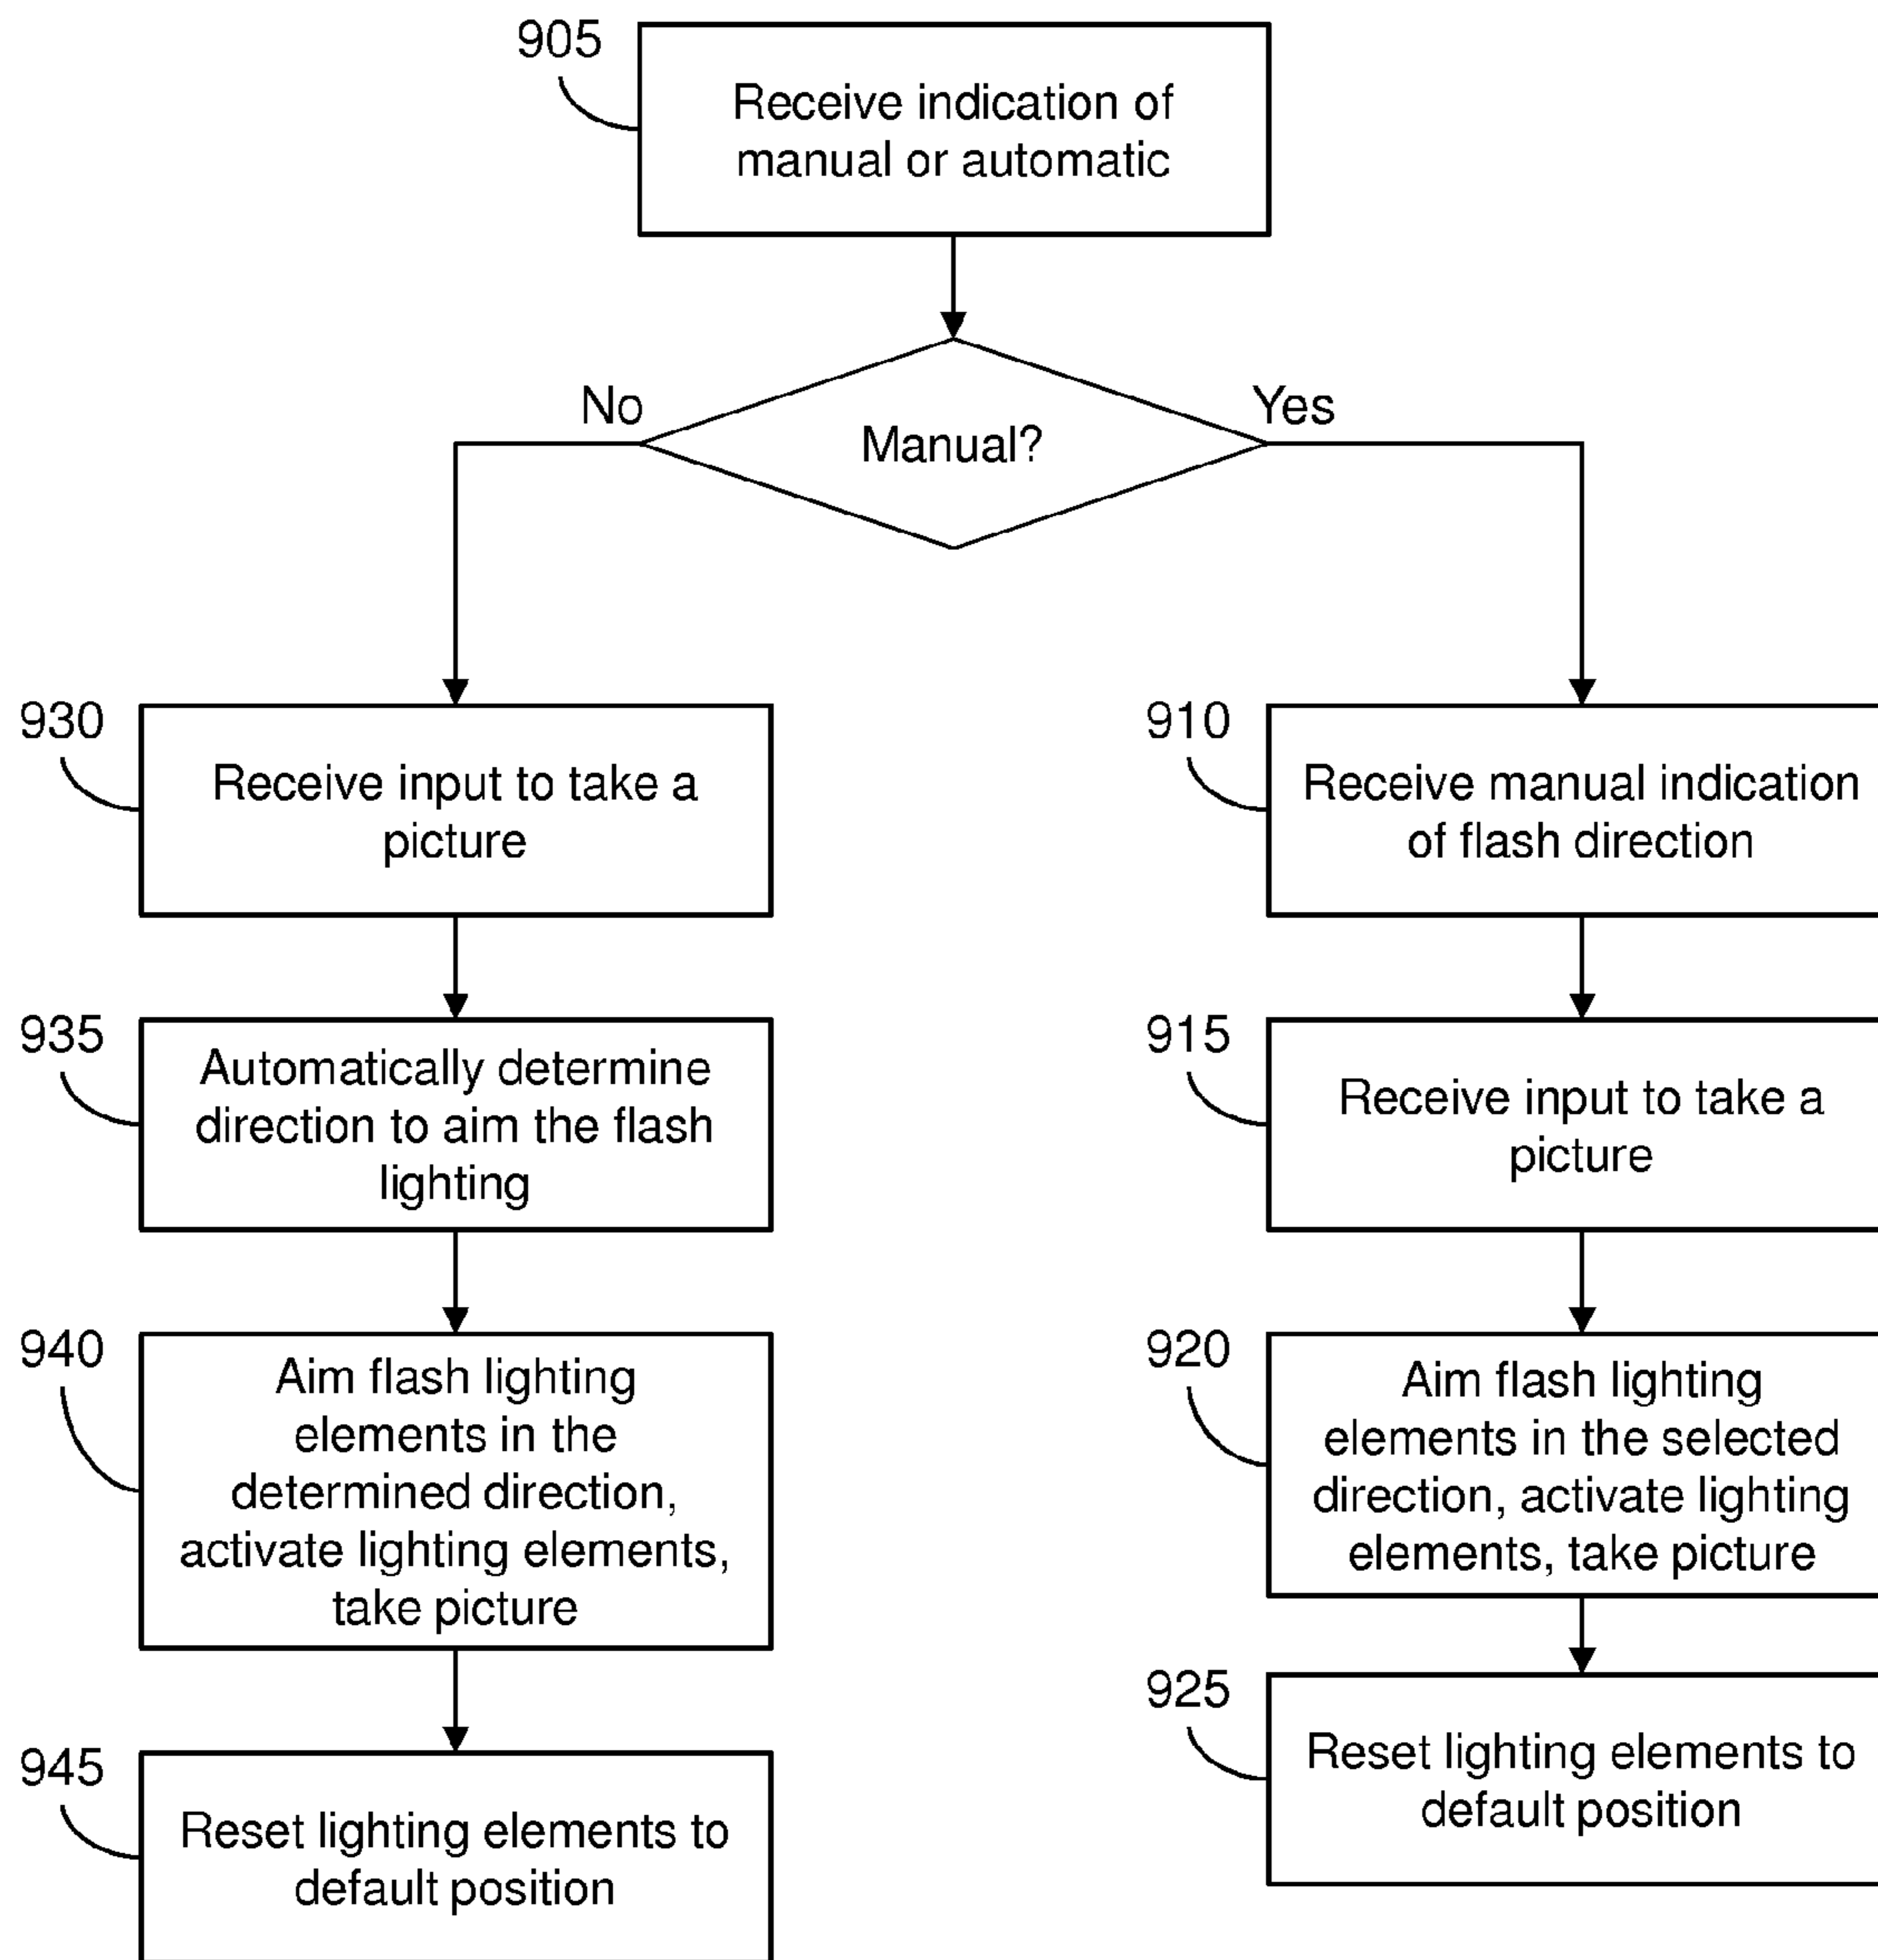 905
Receive indication of
manual or automatic
No
Manual?
Yes
930
Receive input to take a
picture
935
Automatically determine
direction to aim the flash
lighting
940
Aim flash lighting
elements in the
determined direction,
activate lighting elements,
take picture
945
Reset lighting elements to
default position
910
Receive manual indication
of flash direction
915
Receive input to take a
picture
920
Aim flash lighting
elements in the selected
direction, activate lighting
elements, take picture
925
Reset lighting elements to
default position